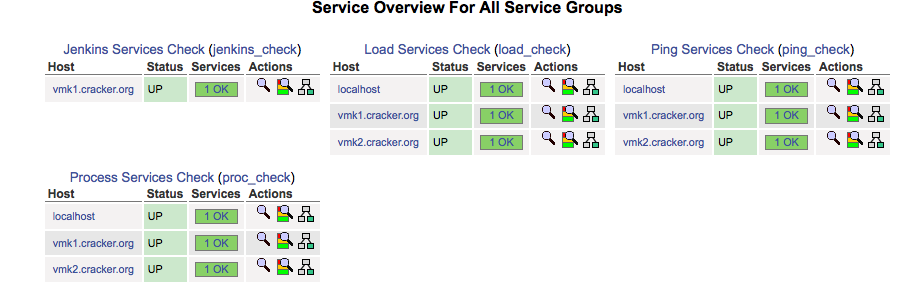 Service Overview For All Service Groups
Jenkins Services Check (jenkins_check)
Host Status Services Actions
vmk1.cracker.org UP 1 OK
Load Services Check (load_check)
Host Status Services Actions
localhost UP 1 OK
vmk1.cracker.org UP 1 OK
vmk2.cracker.org UP 1 OK
Ping Services Check (ping_check)
Host Status Services Actions
localhost UP 1 OK
vmk1.cracker.org UP 1 OK
vmk2.cracker.org UP 1 OK
Process Services Check (proc_check)
Host Status Services Actions
localhost UP 1 OK
vmk1.cracker.org UP 1 OK
vmk2.cracker.org UP 1 OK